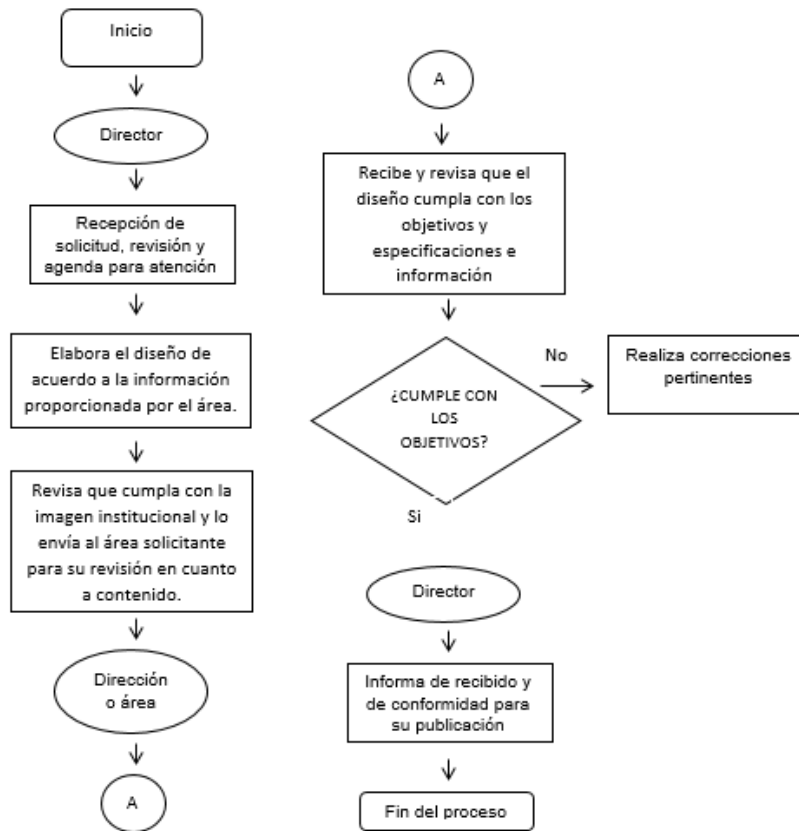 Inicio
Director
Recepción de
solicitud, revisión y
agenda para atención
Elabora el diseño de
acuerdo a la información
proporcionada por el área.
Revisa que cumpla con la
imagen institucional y lo
envía al área solicitante
para su revisión en cuanto
a contenido.
Dirección
o área
A
A
Recibe y revisa que el
diseño cumpla con los
objetivos y
especificaciones e
información
¿CUMPLE CON
LOS
OBJETIVOS?
No
Realiza correcciones
pertinentes
Si
Director
Informa de recibido y
de conformidad para
su publicación
Fin del proceso